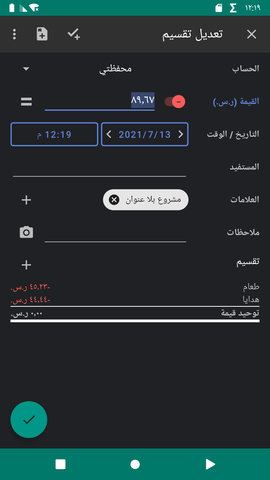 ١٢:١٩
تعديل تقسيم
الحساب
محفظتي
القيمة (ر.س.)
٨٩,٦٧
التاريخ / الوقت
2021/7/13
12:19 م
المستفيد
العلامات
مشروع بلا عنوان
ملاحظات
تقسيم
طعام
-٤٥,٢٣ ر.س.
هدايا
-٤٤,٤٤ ر.س.
توحيد قيمة
٠,٠٠ ر.س.